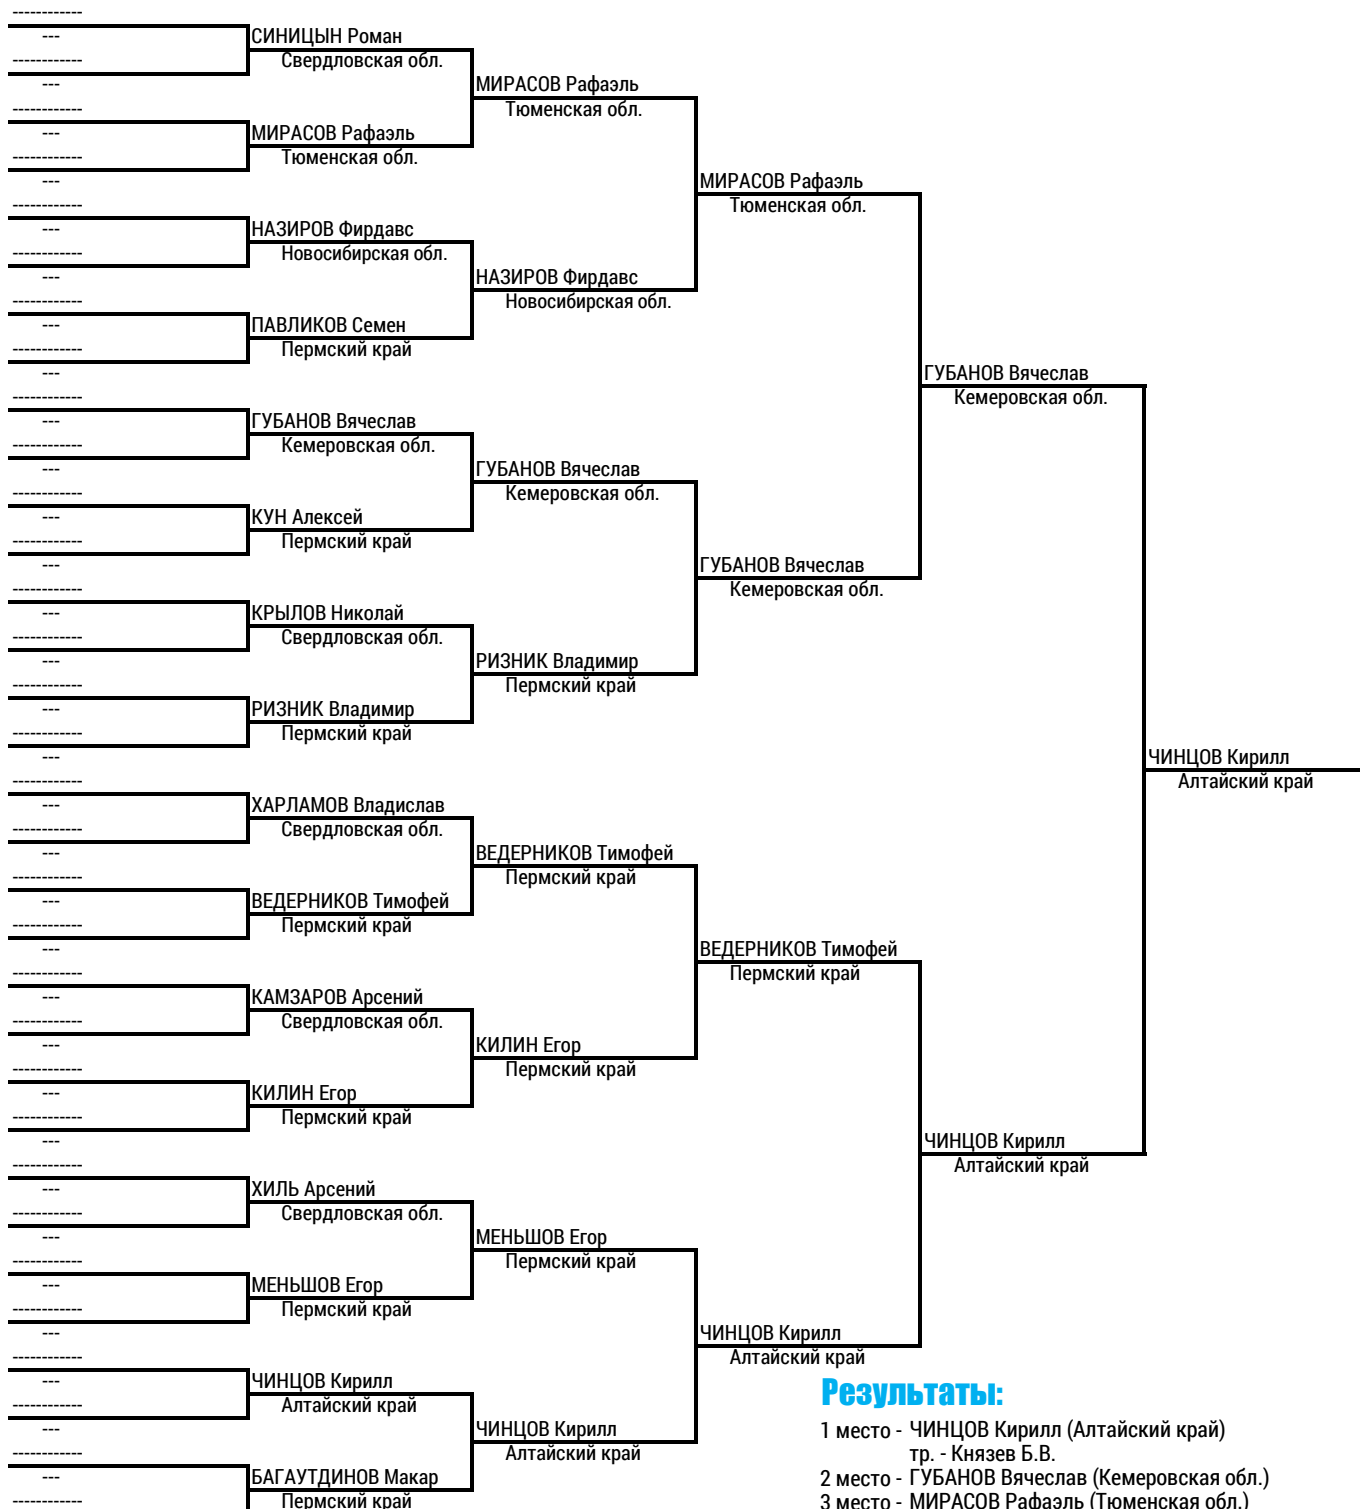 ------------
---
СИНИЦЫН Роман
------------
Свердловская обл.
---
МИРАСОВ Рафаэль
------------
Тюменская обл.
---
МИРАСОВ Рафаэль
------------
Тюменская обл.
---
МИРАСОВ Рафаэль
------------
Тюменская обл.
---
НАЗИРОВ Фирдавс
------------
Новосибирская обл.
---
НАЗИРОВ Фирдавс
------------
Новосибирская обл.
---
ПАВЛИКОВ Семен
------------
Пермский край
---
ГУБАНОВ Вячеслав
------------
Кемеровская обл.
---
ГУБАНОВ Вячеслав
------------
Кемеровская обл.
---
ГУБАНОВ Вячеслав
------------
Кемеровская обл.
---
КУН Алексей
------------
Пермский край
---
ГУБАНОВ Вячеслав
------------
Кемеровская обл.
---
КРЫЛОВ Николай
------------
Свердловская обл.
---
РИЗНИК Владимир
------------
Пермский край
---
РИЗНИК Владимир
------------
Пермский край
---
ЧИНЦОВ Кирилл
------------
Алтайский край
---
ХАРЛАМОВ Владислав
------------
Свердловская обл.
---
ВЕДЕРНИКОВ Тимофей
------------
Пермский край
---
ВЕДЕРНИКОВ Тимофей
------------
Пермский край
---
ВЕДЕРНИКОВ Тимофей
------------
Пермский край
---
КАМЗАРОВ Арсений
------------
Свердловская обл.
---
КИЛИН Егор
------------
Пермский край
---
КИЛИН Егор
------------
Пермский край
---
ЧИНЦОВ Кирилл
------------
Алтайский край
---
ХИЛЬ Арсений
------------
Свердловская обл.
---
МЕНЬШОВ Егор
------------
Пермский край
---
МЕНЬШОВ Егор
------------
Пермский край
---
ЧИНЦОВ Кирилл
------------
Алтайский край
---
ЧИНЦОВ Кирилл
------------
Алтайский край
---
ЧИНЦОВ Кирилл
------------
Алтайский край
---
БАГАУТДИНОВ Макар
------------
Пермский край
Результаты:
1 место - ЧИНЦОВ Кирилл (Алтайский край)
тр. - Князев Б.В.
2 место - ГУБАНОВ Вячеслав (Кемеровская обл.)
3 место - МИРАСОВ Рафаэль (Тюменская обл.)